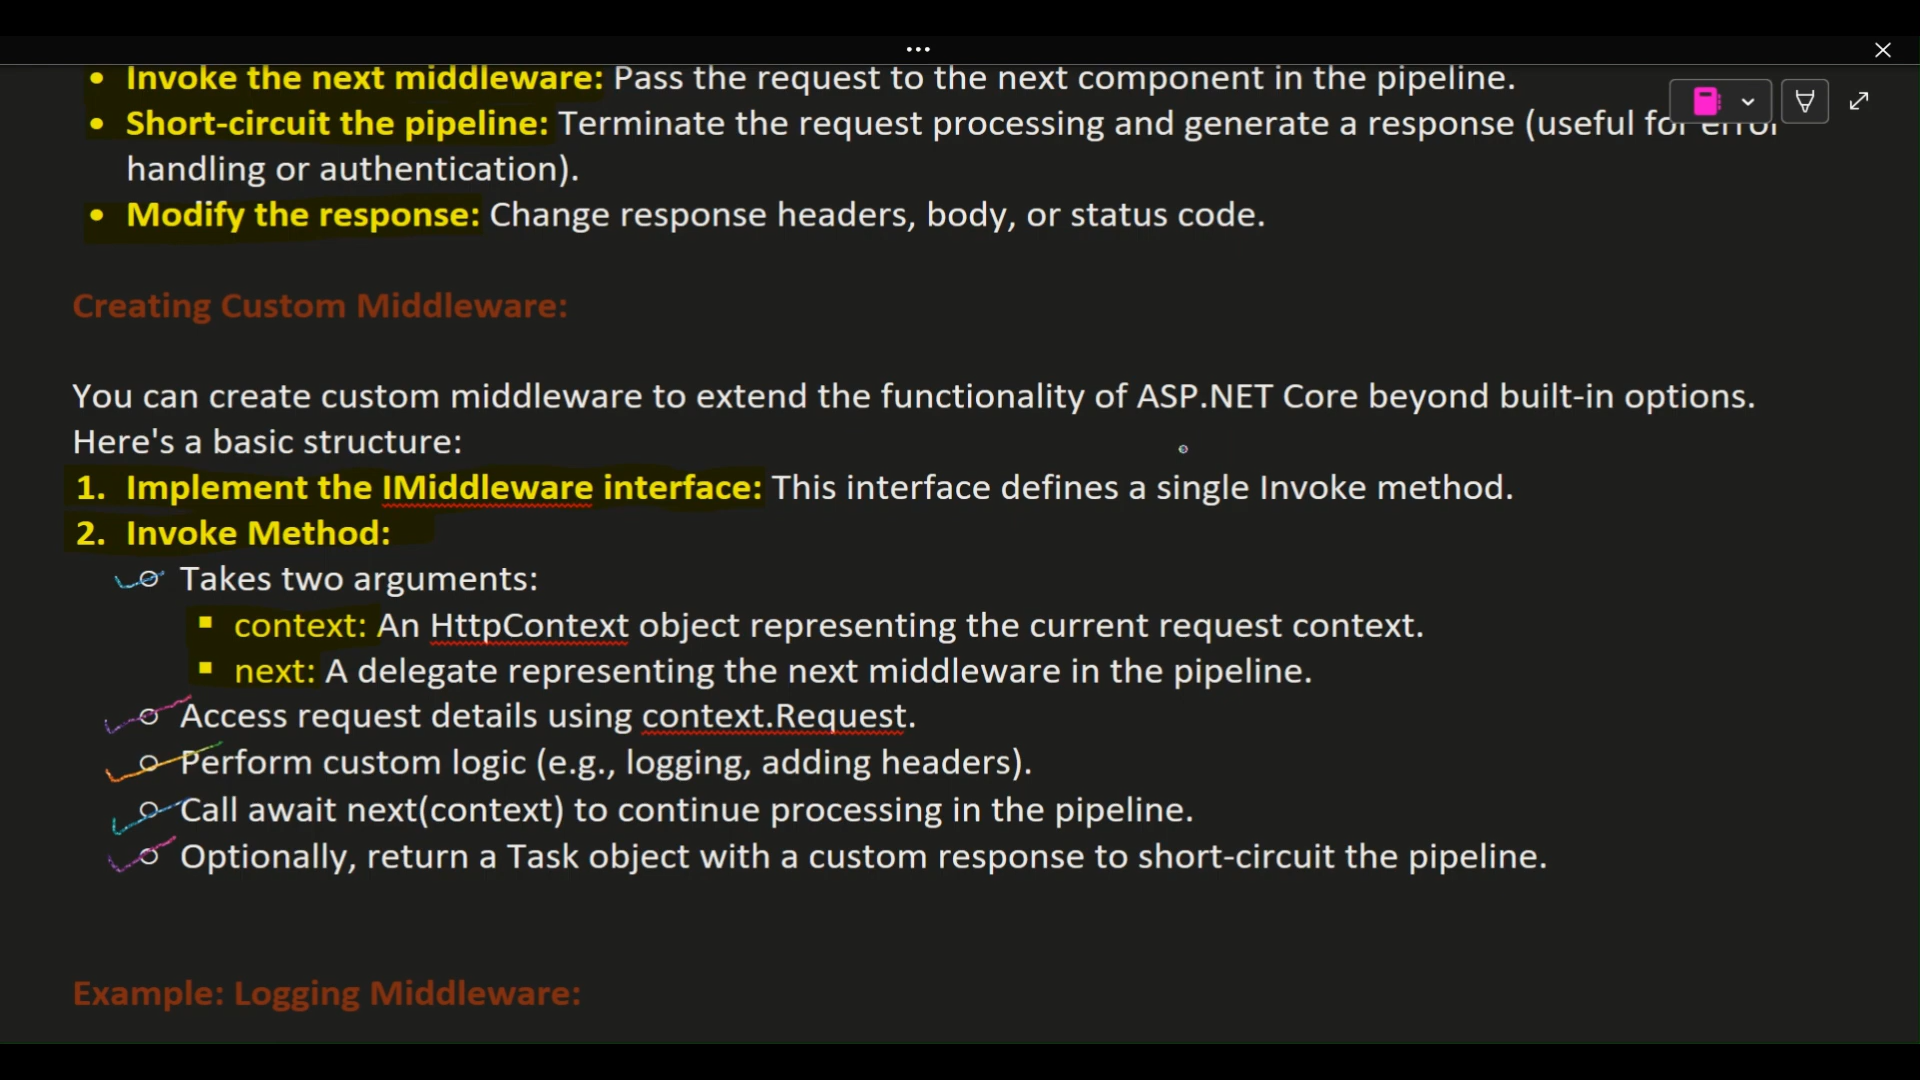 • Invoke the next middleware: Pass the request to the next component in the pipeline.
• Short-circuit the pipeline: Terminate the request processing and generate a response (useful for error
handling or authentication).
• Modify the response: Change response headers, body, or status code.
Creating Custom Middleware:
You can create custom middleware to extend the functionality of ASP.NET Core beyond built-in options.
Here's a basic structure:
1. Implement the IMiddleware interface: This interface defines a single Invoke method.
2. Invoke Method:
○ Takes two arguments:
▪ context: An HttpContext object representing the current request context.
▪ next: A delegate representing the next middleware in the pipeline.
○ Access request details using context.Request.
○ Perform custom logic (e.g., logging, adding headers).
○ Call await next(context) to continue processing in the pipeline.
○ Optionally, return a Task object with a custom response to short-circuit the pipeline.
Example: Logging Middleware: